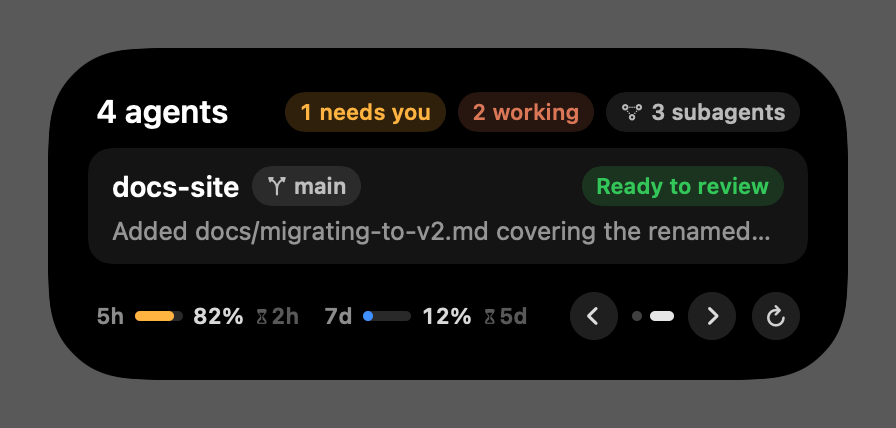 4 agents 1 needs you 2 working 3 subagents
docs-site main Ready to review
Added docs/migrating-to-v2.md covering the renamed...
5h 82% 2h 7d 12% 5d